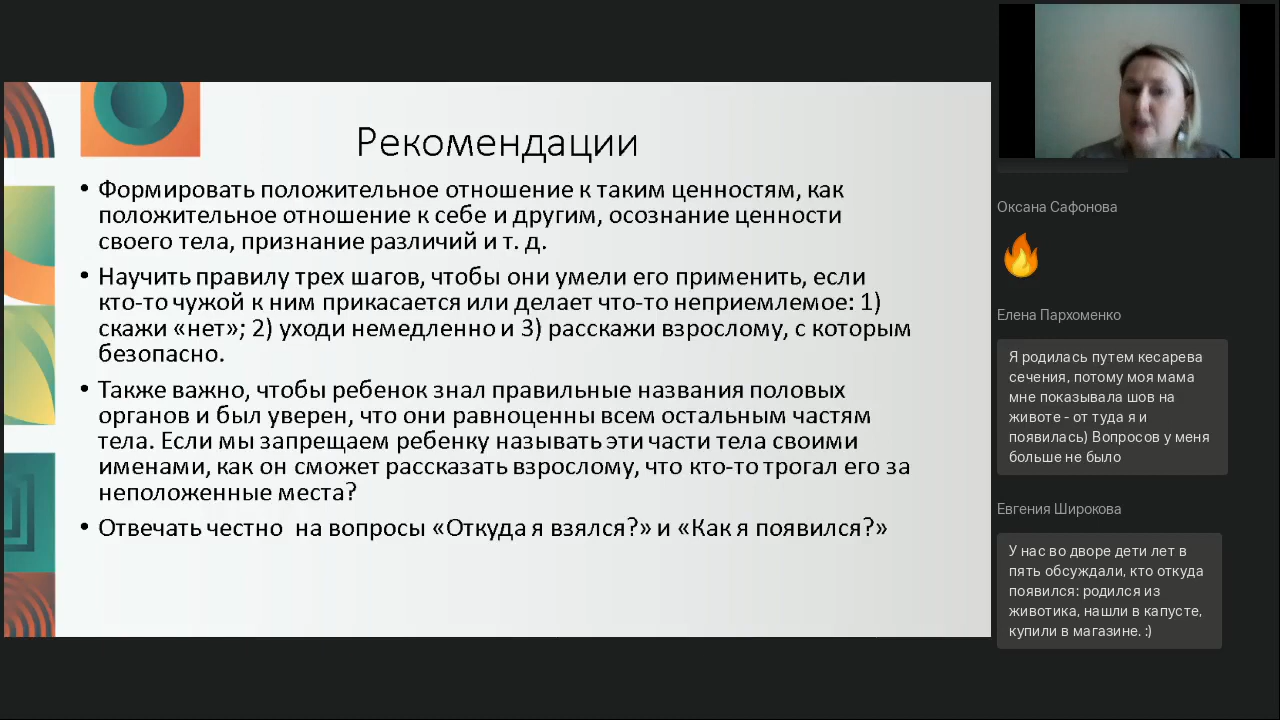 Рекомендации
• Формировать положительное отношение к таким ценностям, как
положительное отношение к себе и другим, осознание ценности
своего тела, признание различий и т. д.
• Научить правилу трех шагов, чтобы они умели его применить, если
кто-то чужой к ним прикасается или делает что-то неприемлемое: 1)
скажи «нет»; 2) уходи немедленно и 3) расскажи взрослому, с которым
безопасно.
• Также важно, чтобы ребенок знал правильные названия половых
органов и был уверен, что они равноценны всем остальным частям
тела. Если мы запрещаем ребенку называть эти части тела своими
именами, как он сможет рассказать взрослому, что кто-то трогал его за
неположенные места?
• Отвечать честно  на вопросы «Откуда я взялся?» и «Как я появился?»
Оксана Сафонова
Елена Пархоменко
Я родилась путем кесарева
сечения, потому моя мама
мне показывала шов на
животе - от туда я и
появилась) Вопросов у меня
больше не было
Евгения Широкова
У нас во дворе дети лет в
пять обсуждали, кто откуда
появился: родился из
животика, нашли в капусте,
купили в магазине. :)